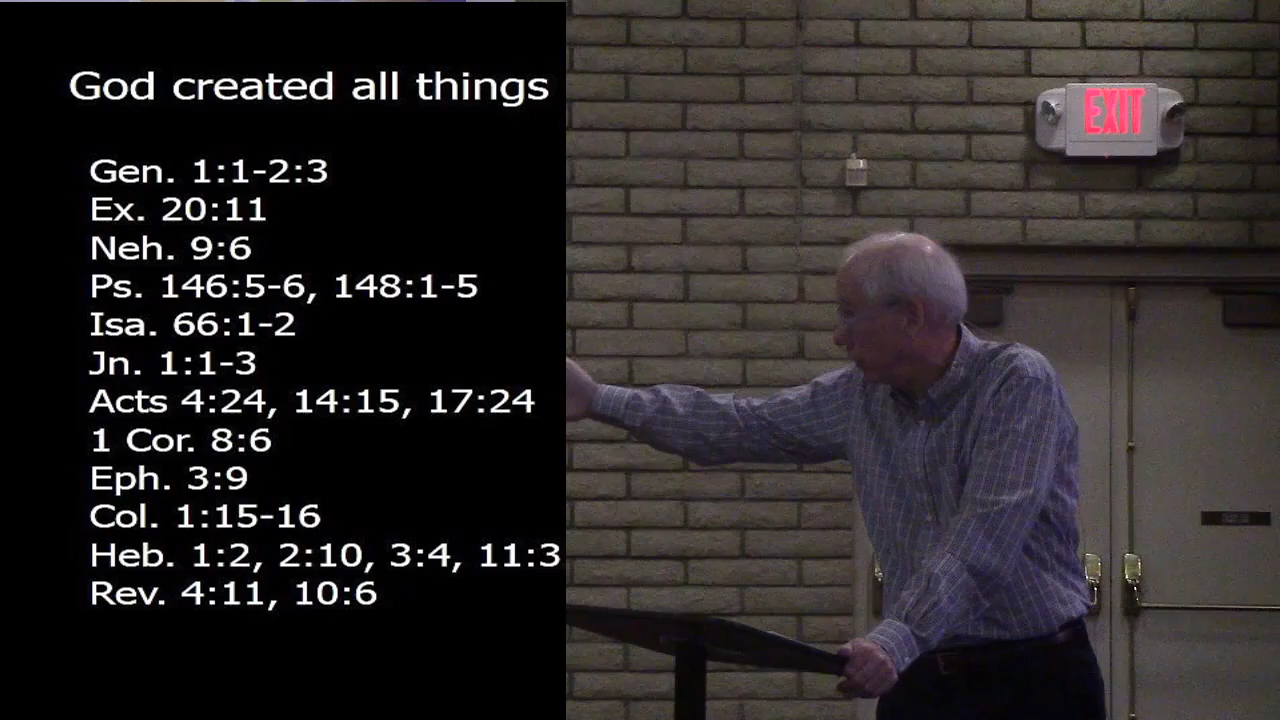 God created all things
Gen. 1:1-2:3
Ex. 20:11
Neh. 9:6
Ps. 146:5-6, 148:1-5
Isa. 66:1-2
Jn. 1:1-3
Acts 4:24, 14:15, 17:24
1 Cor. 8:6
Eph. 3:9
Col. 1:15-16
Heb. 1:2, 2:10, 3:4, 11:3
Rev. 4:11, 10:6
EXIT